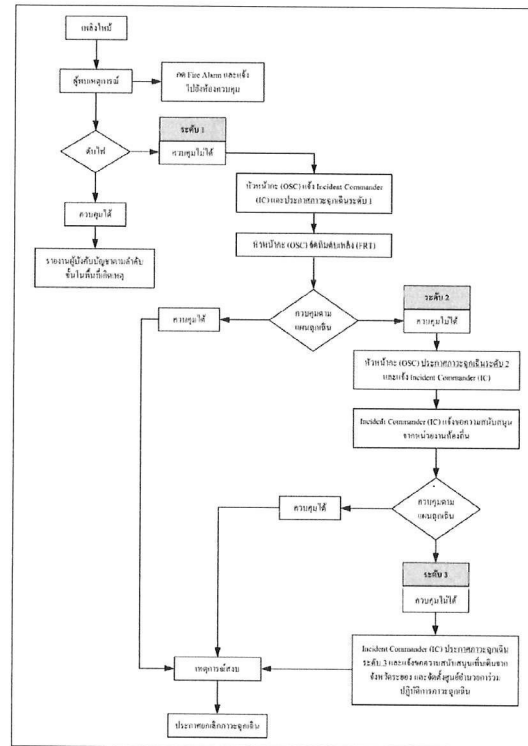 เพลิงไหม้
ผู้พบเหตุการณ์
กด Fire Alarm และแจ้ง
ไปยังห้องควบคุม
ดับไฟ
ระดับ 1
ควบคุมไม่ได้
ควบคุมได้
รายงานผู้บังคับบัญชาตามลำดับ
ชั้นในพื้นที่เกิดเหตุ
หัวหน้ากะ (OSC) แจ้ง Incident Commander
(IC) และประกาศภาวะฉุกเฉินระดับ 1
หัวหน้ากะ (OSC) จัดทีมดับเพลิง (FRT)
ควบคุมตาม
แผนฉุกเฉิน
ควบคุมได้
ระดับ 2
ควบคุมไม่ได้
หัวหน้ากะ (OSC) ประกาศภาวะฉุกเฉินระดับ 2
และแจ้ง Incident Commander (IC)
Incident Commander (IC) แจ้งขอความสนับสนุน
จากหน่วยงานท้องถิ่น
ควบคุมตาม
แผนฉุกเฉิน
ควบคุมได้
ระดับ 3
ควบคุมไม่ได้
Incident Commander (IC) ประกาศภาวะฉุกเฉิน
ระดับ 3 และแจ้งขอความสนับสนุนเพิ่มเติมจาก
จังหวัดระยอง และจัดตั้งศูนย์อำนวยการร่วม
ปฏิบัติการภาวะฉุกเฉิน
เหตุการณ์สงบ
ประกาศยกเลิกภาวะฉุกเฉิน